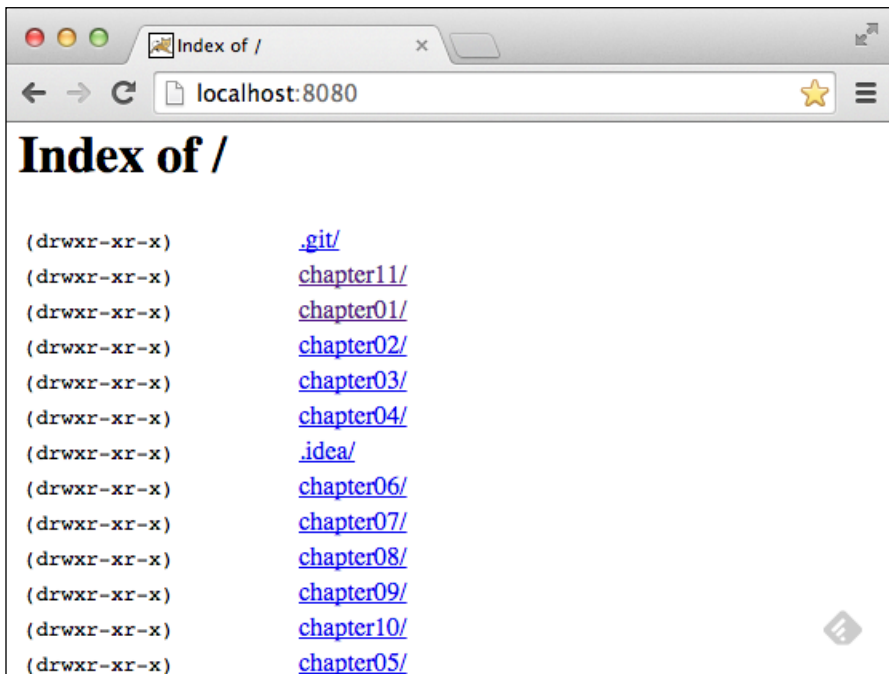 Index of /
localhost:8080
Index of /
(drwxr-xr-x) .git/
(drwxr-xr-x) chapter11/
(drwxr-xr-x) chapter01/
(drwxr-xr-x) chapter02/
(drwxr-xr-x) chapter03/
(drwxr-xr-x) chapter04/
(drwxr-xr-x) .idea/
(drwxr-xr-x) chapter06/
(drwxr-xr-x) chapter07/
(drwxr-xr-x) chapter08/
(drwxr-xr-x) chapter09/
(drwxr-xr-x) chapter10/
(drwxr-xr-x) chapter05/